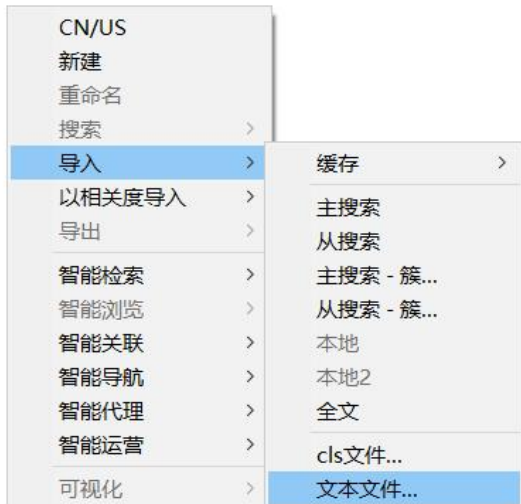 CN/US
新建
重命名
搜索
导入
以相关度导入
导出
智能检索
智能浏览
智能关联
智能导航
智能代理
智能运营
可视化
缓存
主搜索
从搜索
主搜索 - 簇...
从搜索 - 簇...
本地
本地2
全文
cls文件...
文本文件...